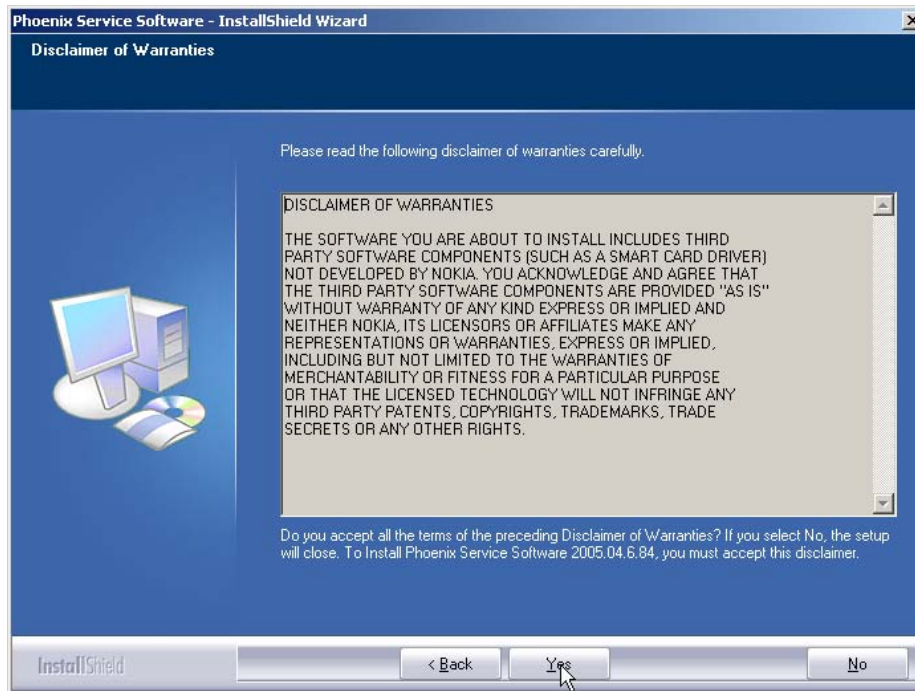 Phoenix Service Software - InstallShield Wizard
Disclaimer of Warranties
Please read the following disclaimer of warranties carefully.
DISCLAIMER OF WARRANTIES
THE SOFTWARE YOU ARE ABOUT TO INSTALL INCLUDES THIRD
PARTY SOFTWARE COMPONENTS (SUCH AS A SMART CARD DRIVER)
NOT DEVELOPED BY NOKIA. YOU ACKNOWLEDGE AND AGREE THAT
THE THIRD PARTY SOFTWARE COMPONENTS ARE PROVIDED "AS IS"
WITHOUT WARRANTY OF ANY KIND EXPRESS OR IMPLIED AND
NEITHER NOKIA, ITS LICENSORS OR AFFILIATES MAKE ANY
REPRESENTATIONS OR WARRANTIES, EXPRESS OR IMPLIED,
INCLUDING BUT NOT LIMITED TO THE WARRANTIES OF
MERCHANTABILITY OR FITNESS FOR A PARTICULAR PURPOSE
OR THAT THE LICENSED TECHNOLOGY WILL NOT INFRINGE ANY
THIRD PARTY PATENTS, COPYRIGHTS, TRADEMARKS, TRADE
SECRETS OR ANY OTHER RIGHTS.
Do you accept all the terms of the preceding Disclaimer of Warranties? If you select No, the setup
will close. To Install Phoenix Service Software 2005.04.6.84, you must accept this disclaimer.
InstallShield
< Back
Yes
No